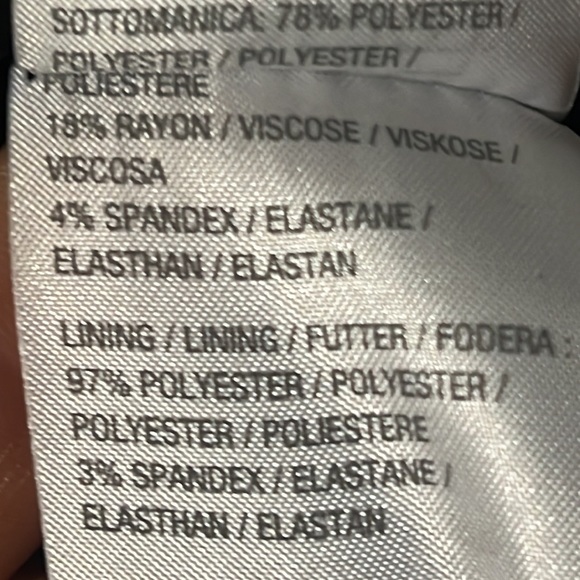 SOTTOMANICA: 78% POLYESTER /
POLYESTER / POLYESTER /
POLIESTERE
18% RAYON / VISCOSE / VISKOSE /
VISCOSA
4% SPANDEX / ELASTANE /
ELASTHAN / ELASTAN
LINING / LINING / FUTTER / FODERA :
97% POLYESTER / POLYESTER /
POLYESTER / POLIESTERE
3% SPANDEX / ELASTANE /
ELASTHAN / ELASTAN